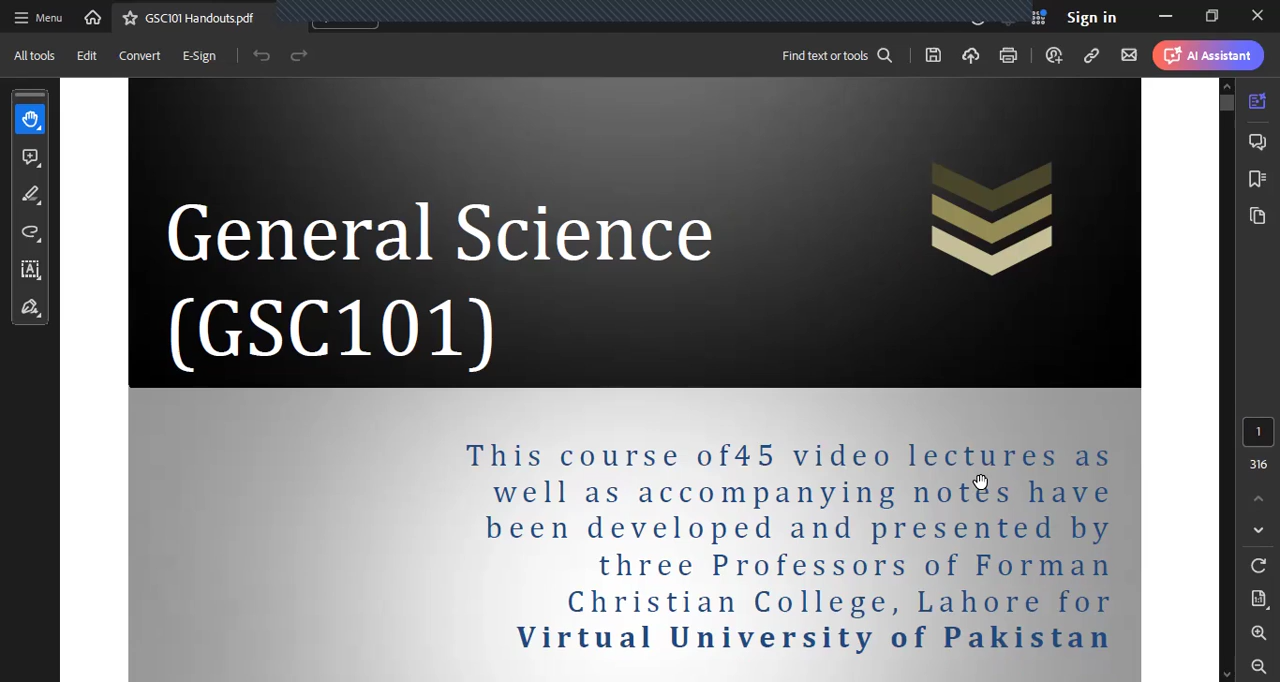 Menu
GSC101 Handouts.pdf
Sign in
All tools
Edit
Convert
E-Sign
Find text or tools
AI Assistant
General Science
(GSC101)
This course of45 video lectures as
well as accompanying notes have
been developed and presented by
three Professors of Forman
Christian College, Lahore for
Virtual University of Pakistan
1
316